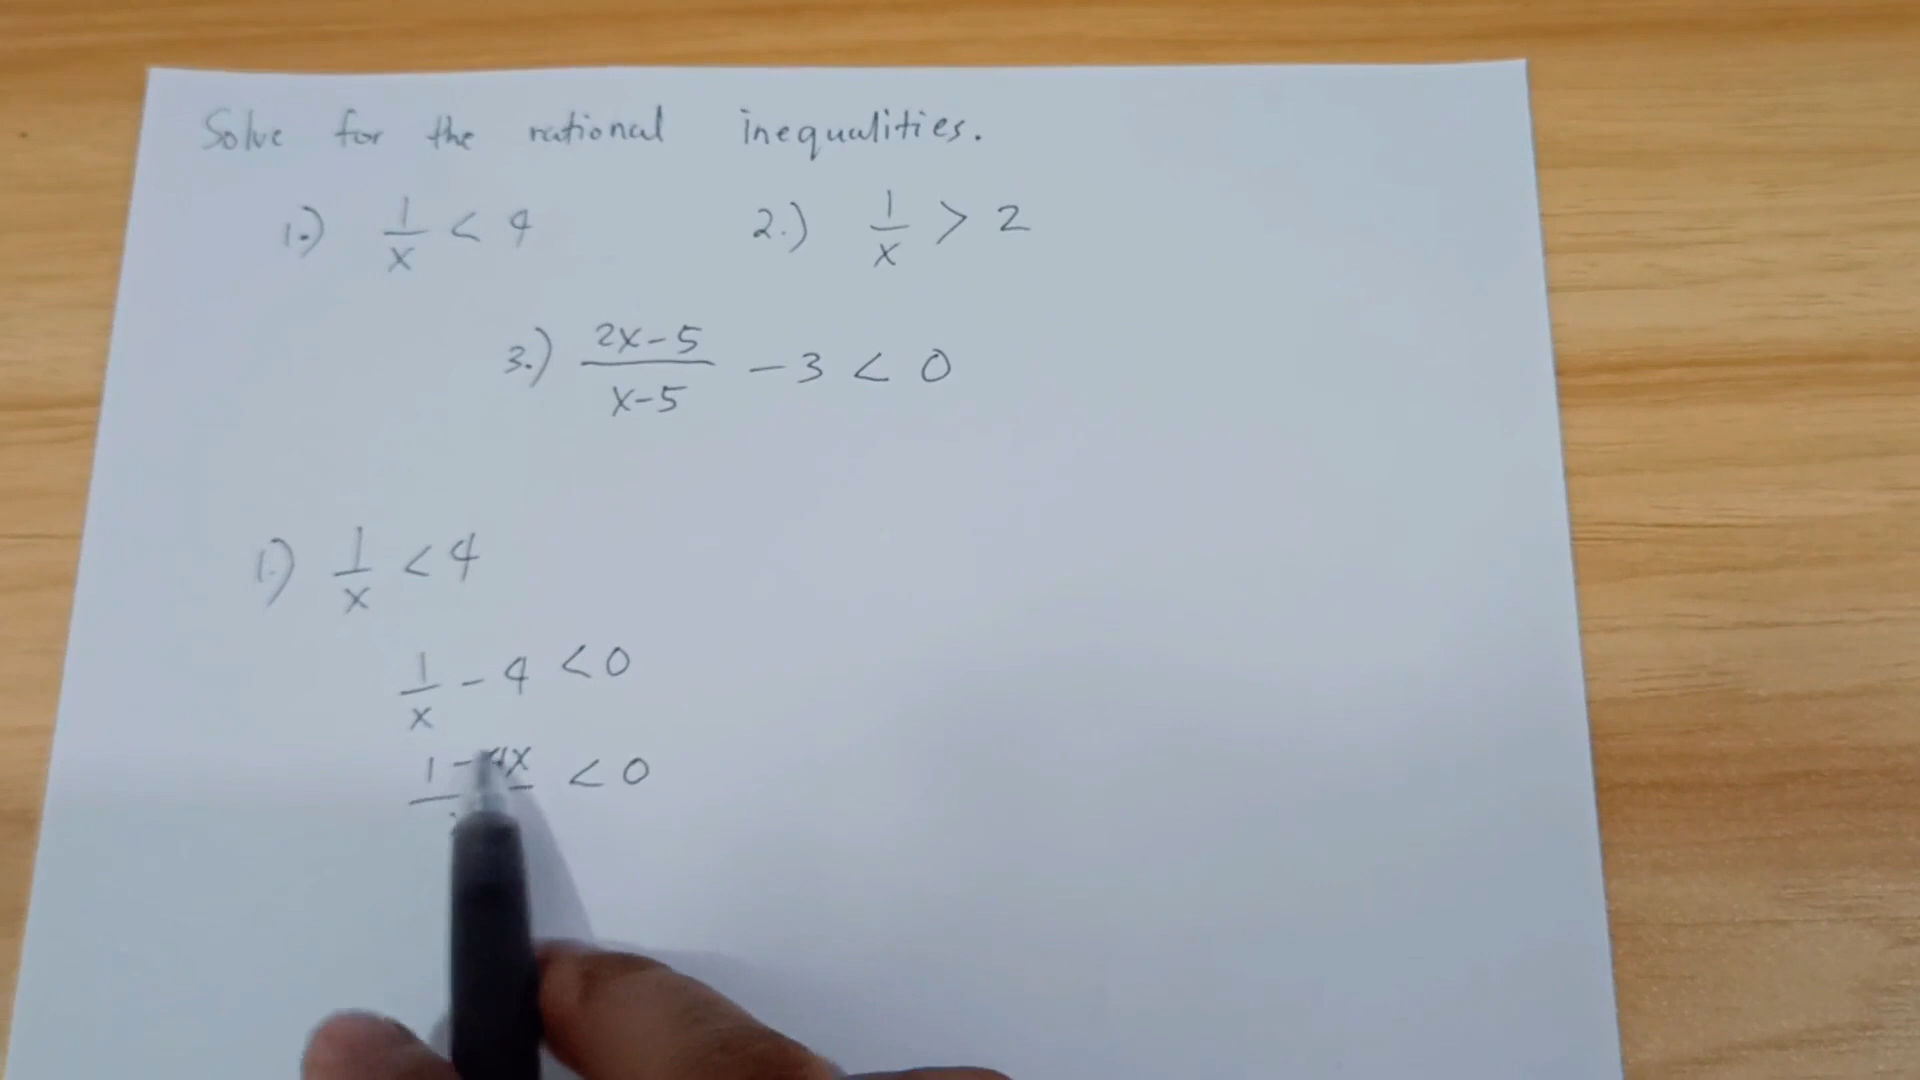 Solve for the rational inequalities.
1.) 1/x < 4 2.) 1/x > 2
3.) (2x-5)/(x-5) - 3 < 0
1.) 1/x < 4
1/x - 4 < 0
1-4x < 0